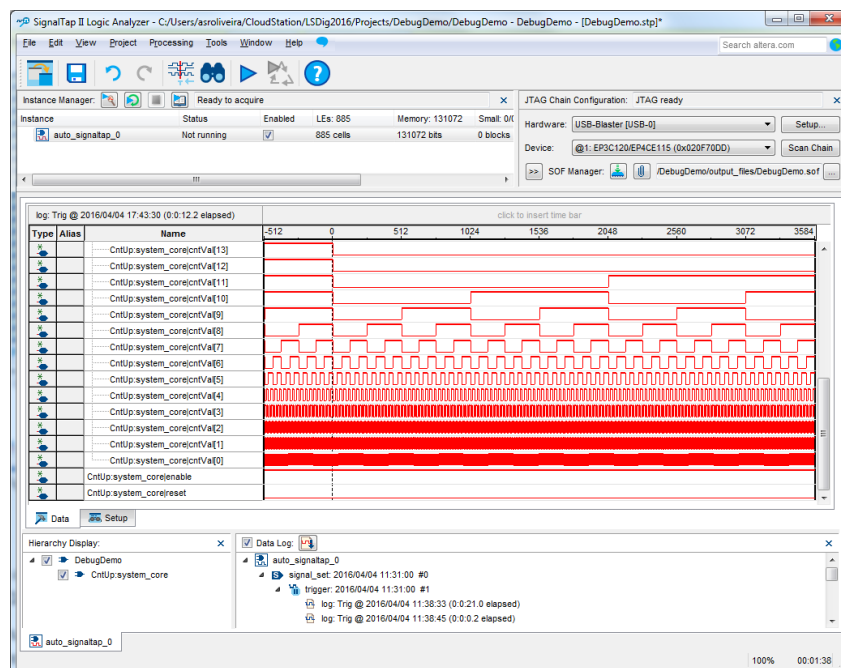 SignalTap II Logic Analyzer - C:/Users/asroliveira/CloudStation/LSDig2016/Projects/DebugDemo/DebugDemo - DebugDemo - [DebugDemo.stp]*
File Edit View Project Processing Tools Window Help
Search altera.com
Instance Manager: Ready to acquire
JTAG Chain Configuration: JTAG ready
Instance Status Enabled LEs: 885 Memory: 131072 Small: 0/0
auto_signaltap_0 Not running 885 cells 131072 bits 0 blocks
Hardware: USB-Blaster [USB-0] Setup...
Device: @1: EP3C120/EP4CE115 (0x020F70DD) Scan Chain
>> SOF Manager: /DebugDemo/output_files/DebugDemo.sof ...
log: Trig @ 2016/04/04 17:43:30 (0:0:12.2 elapsed) click to insert time bar
Type Alias Name -512 0 512 1024 1536 2048 2560 3072 3584
CntUp:system_core|cntVal[13]
CntUp:system_core|cntVal[12]
CntUp:system_core|cntVal[11]
CntUp:system_core|cntVal[10]
CntUp:system_core|cntVal[9]
CntUp:system_core|cntVal[8]
CntUp:system_core|cntVal[7]
CntUp:system_core|cntVal[6]
CntUp:system_core|cntVal[5]
CntUp:system_core|cntVal[4]
CntUp:system_core|cntVal[3]
CntUp:system_core|cntVal[2]
CntUp:system_core|cntVal[1]
CntUp:system_core|cntVal[0]
CntUp:system_core|enable
CntUp:system_core|reset
Data Setup
Hierarchy Display:
DebugDemo
CntUp:system_core
Data Log:
auto_signaltap_0
signal_set: 2016/04/04 11:31:00 #0
trigger: 2016/04/04 11:31:00 #1
log: Trig @ 2016/04/04 11:38:33 (0:0:21.0 elapsed)
log: Trig @ 2016/04/04 11:38:45 (0:0:0.2 elapsed)
auto_signaltap_0
100% 00:01:38